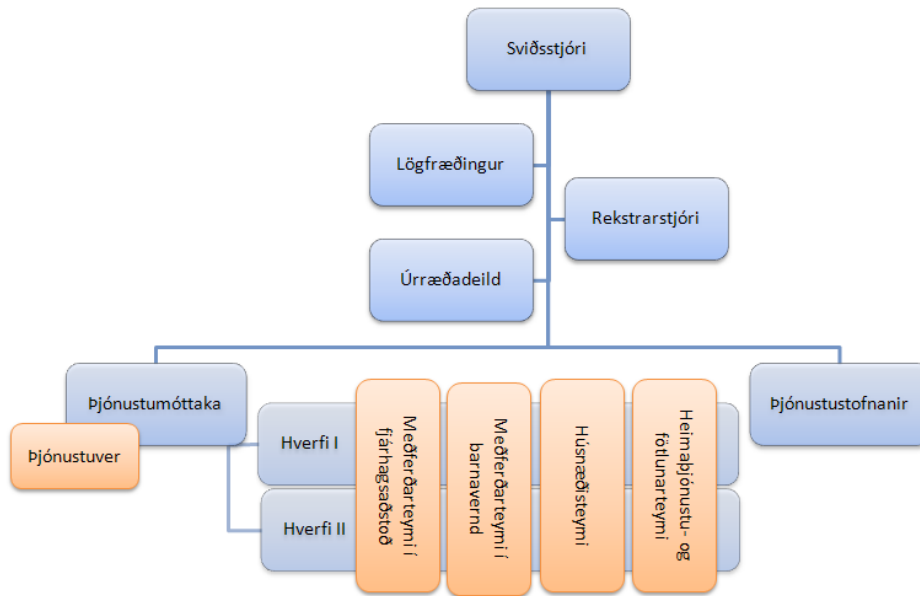 Sviðsstjóri
Lögfræðingur
Rekstrarstjóri
Úrræðadeild
Þjónustumóttaka
Þjónustuver
Þjónustustofnanir
Hverfi I
Hverfi II
Meðferðarteymi í
fjárhagsaðstoð
Meðferðarteymi í
barnavernd
Húsnæðisteymi
Heimaþjónustu- og
fötlunarteymi